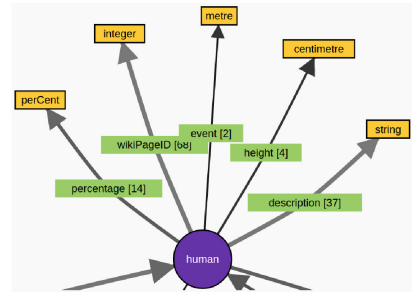 metre
integer
centimetre
perCent
string
event [2]
wikiPageID [68]
height [4]
percentage [14]
description [37]
human